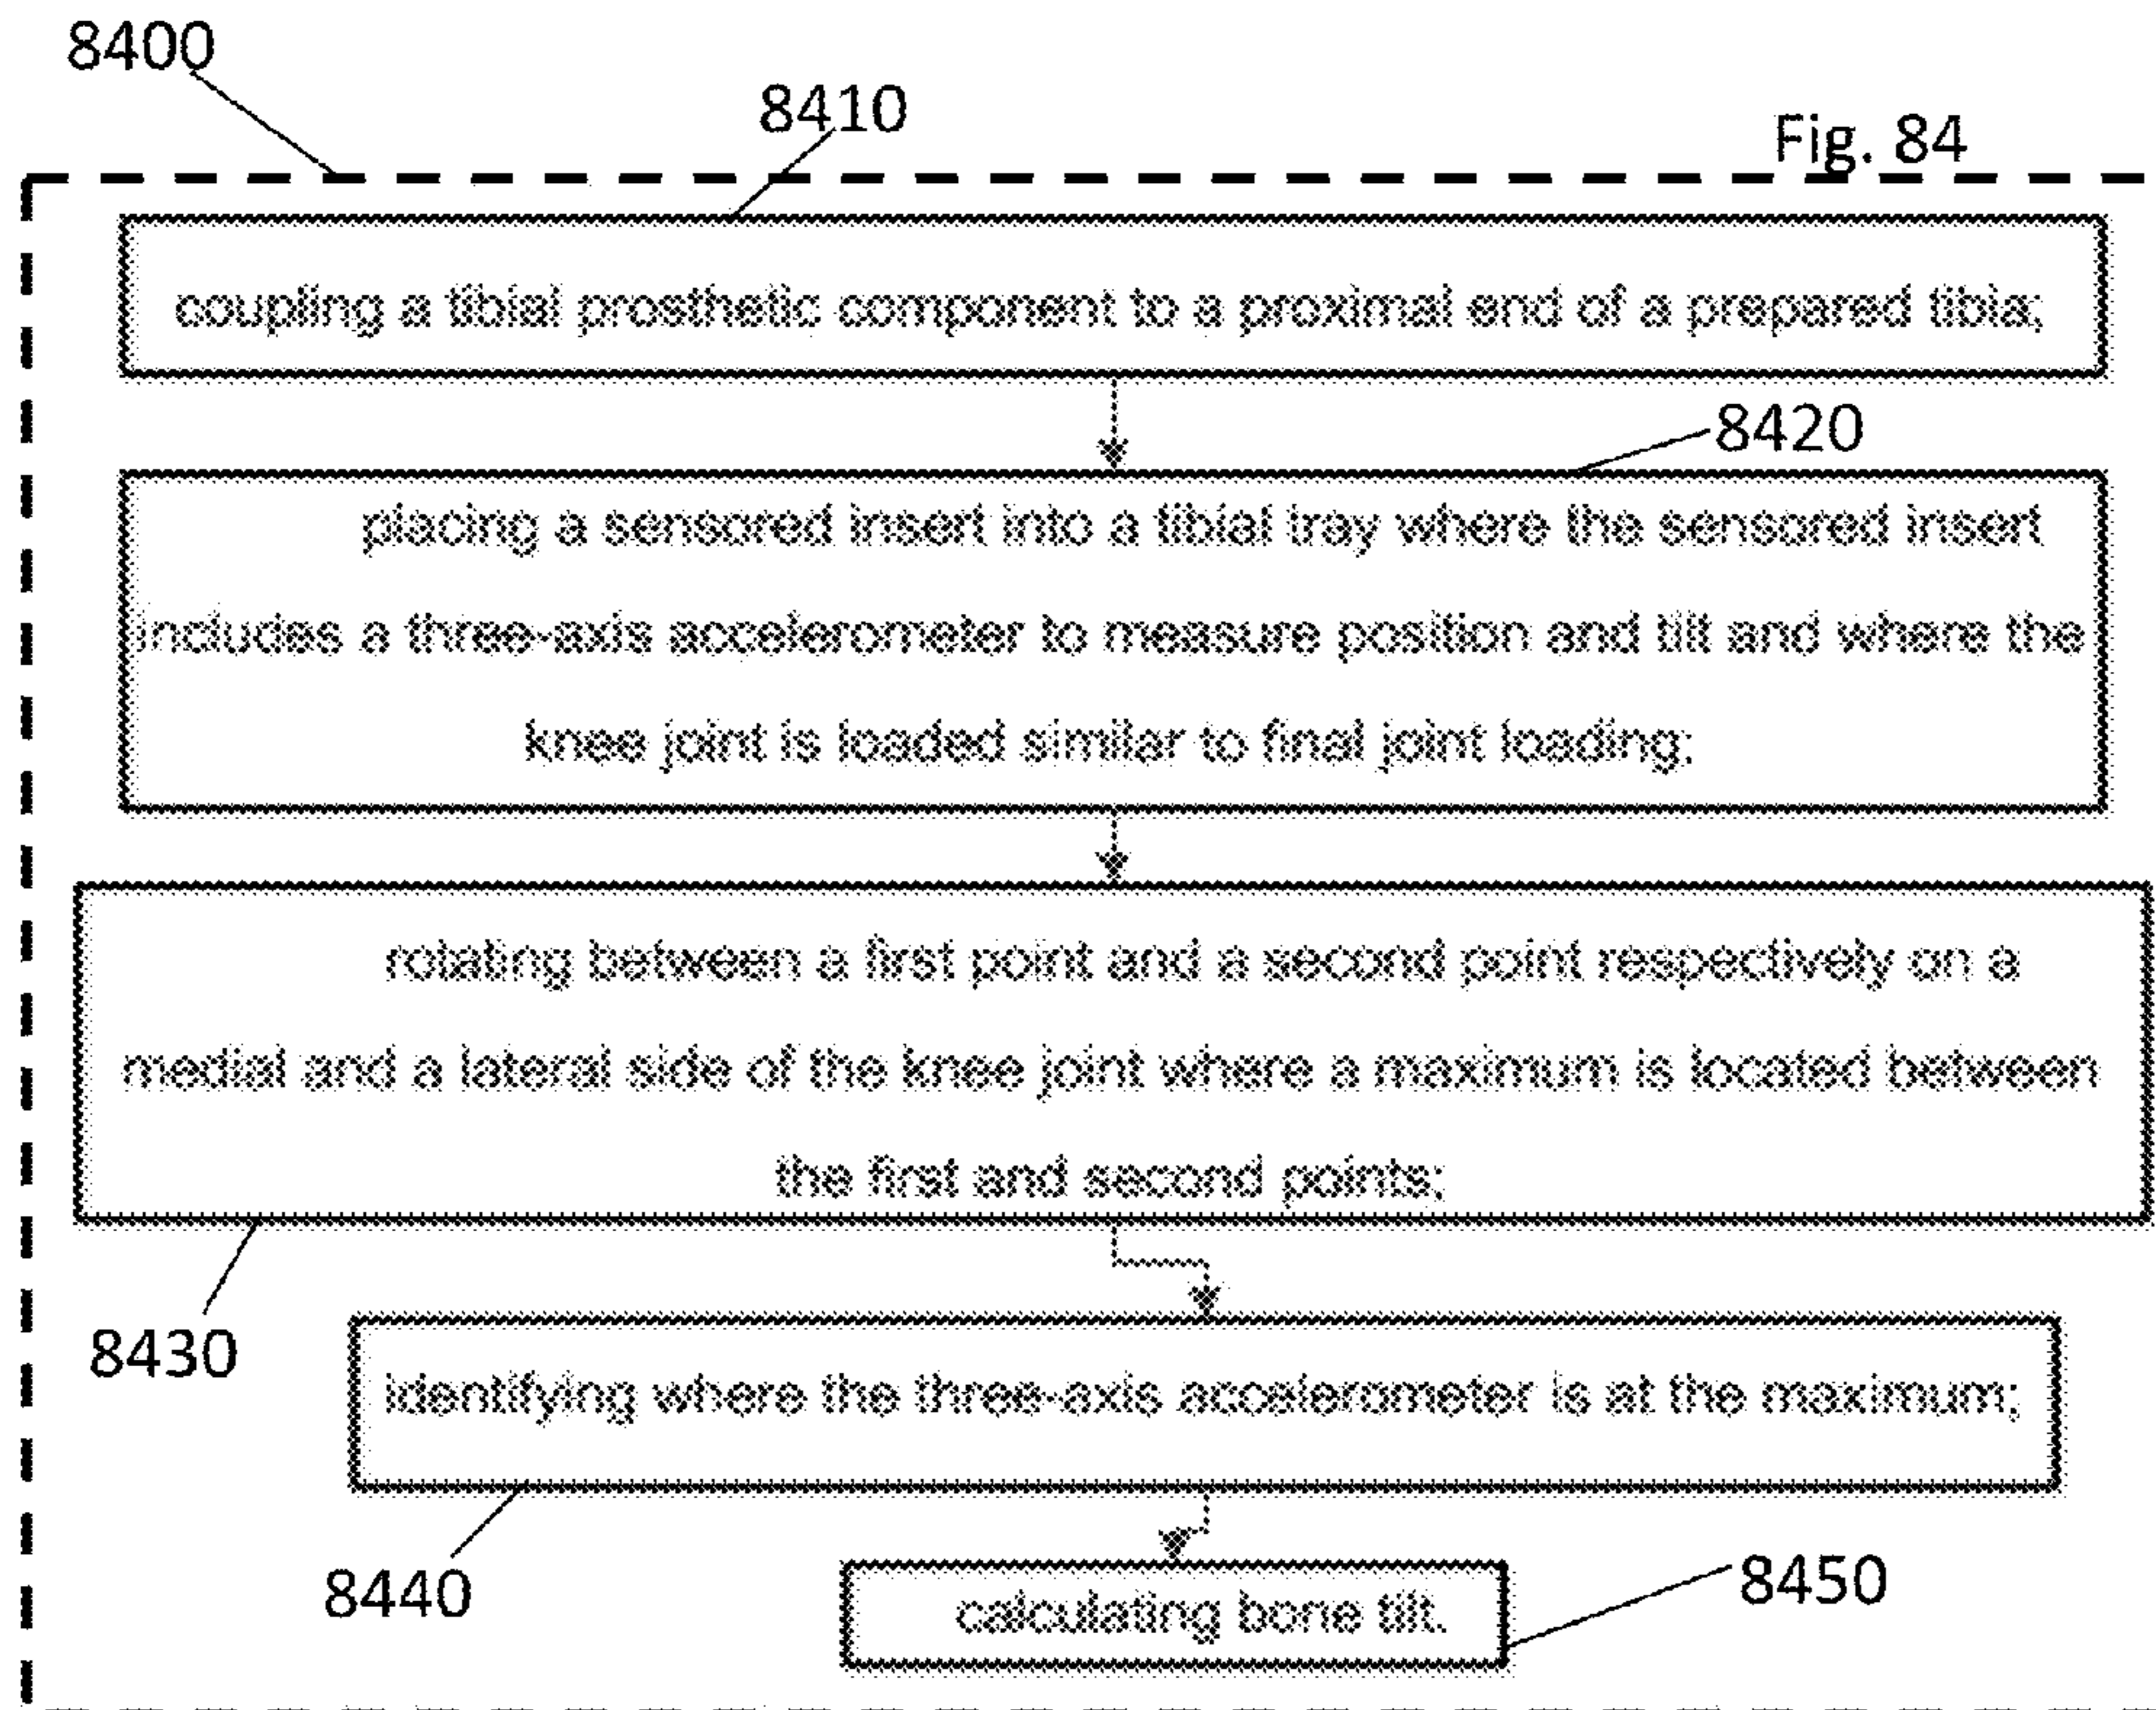 8400
8410
Fig. 84
coupling a tibial prosthetic component to a proximal end of a prepared tibia;
8420
placing a sensored insert into a tibial tray where the sensored insert
includes a three-axis accelerometer to measure position and tilt and where the
knee joint is loaded similar to final joint loading;
rotating between a first point and a second point respectively on a
medial and a lateral side of the knee joint where a maximum is located between
the first and second points;
8430
identifying where the three-axis accelerometer is at the maximum;
8440
8450
calculating bone tilt.